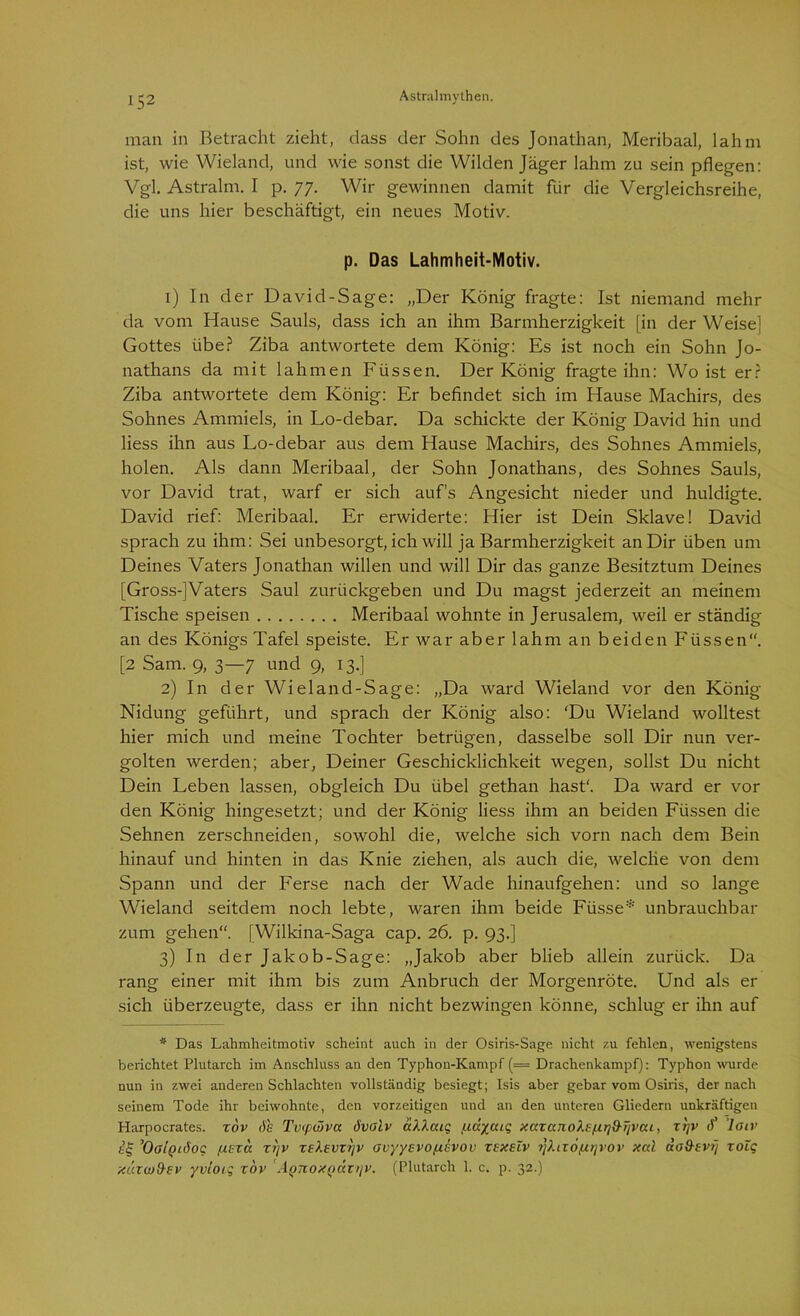 152
Astralmythen.
man in Betracht zieht, dass der Sohn des Jonathan, Meribaal, lahm
ist, wie Wieland, und wie sonst die Wilden Jäger lahm zu sein pflegen:
Vgl. Astralm. I p. 77. Wir gewinnen damit für die Vergleichsreihe,
die uns hier beschäftigt, ein neues Motiv.
p. Das Lahmheit-Motiv.
1) In der David-Sage: „Der König fragte: Ist niemand mehr
da vom Hause Sauls, dass ich an ihm Barmherzigkeit [in der Weise]
Gottes übe? Ziba antwortete dem König: Es ist noch ein Sohn Jo-
nathans da mit lahmen Füssen. Der König fragte ihn: Wo ist er?
Ziba antwortete dem König: Er befindet sich im Hause Machirs, des
Sohnes Ammiels, in Lo-debar. Da schickte der König David hin und
liess ihn aus Lo-debar aus dem Hause Machirs, des Sohnes Ammiels,
holen. Als dann Meribaal, der Sohn Jonathans, des Sohnes Sauls,
vor David trat, warf er sich auf's Angesicht nieder und huldigte.
David rief: Meribaal. Er erwiderte: Hier ist Dein Sklave! David
sprach zu ihm: Sei unbesorgt, ich will ja Barmherzigkeit an Dir üben um
Deines Vaters Jonathan willen und will Dir das ganze Besitztum Deines
[Gross-]Vaters Saul zurückgeben und Du magst jederzeit an meinem
Tische speisen . . . . . . . . . Meribaal wohnte in Jerusalem, weil er ständig
an des Königs Tafel speiste. Er war aber lahm an beiden Füssen“.
[2 Sam. 9, 3—7 und 9, 13.]
2) In der Wieland-Sage: „Da ward Wieland vor den König
Nidung geführt, und sprach der König also: ‘Du Wieland wolltest
hier mich und meine Tochter betrügen, dasselbe soll Dir nun ver-
golten werden; aber, Deiner Geschicklichkeit wegen, sollst Du nicht
Dein Leben lassen, obgleich Du übel gethan hast‘. Da ward er vor
den König hingesetzt; und der König liess ihm an beiden Füssen die
Sehnen zerschneiden, sowohl die, welche sich vorn nach dem Bein
hinauf und hinten in das Knie ziehen, als auch die, welche von dem
Spann und der Ferse nach der Wade hinaufgehen: und so lange
Wieland seitdem noch lebte, waren ihm beide Füsse* unbrauchbar
zum gehen“. [Wilkina-Saga cap. 26. p. 93.]
3) In der Jakob-Sage: „Jakob aber blieb allein zurück. Da
rang einer mit ihm bis zum Anbruch der Morgenröte. Und als er
sich überzeugte, dass er ihn nicht bezwingen könne, schlug er ihn auf
* Das Lahmheitmotiv scheint auch in der Osiris-Sage nicht zu fehlen, wenigstens
berichtet Plutarch im Anschluss an den Typhon-Kampf (= Drachenkampf): Typhon wurde
nun in zwei anderen Schlachten vollständig besiegt; Isis aber gebar vom Osiris, der nach
seinem Tode ihr beiwohnte, den vorzeitigen und an den unteren Gliedern unkräftigen
Harpocrates. τὸν δὲ Τυφῶνα δυσὶν ἄλλαις μάχαις καταπολεμηθῆναι, τὴν δ’ Ἶσιν
ἐξ Ὀσίριδος μετὰ τὴν τελευτὴν συγγενομένου τεκεῖν ἠλιτόμηνον καὶ ἀσθενῆ τοῖς
κάτωθεν γυίοις τὸν Ἁρποκράτην. (Plutarch l. c. p. 32.)